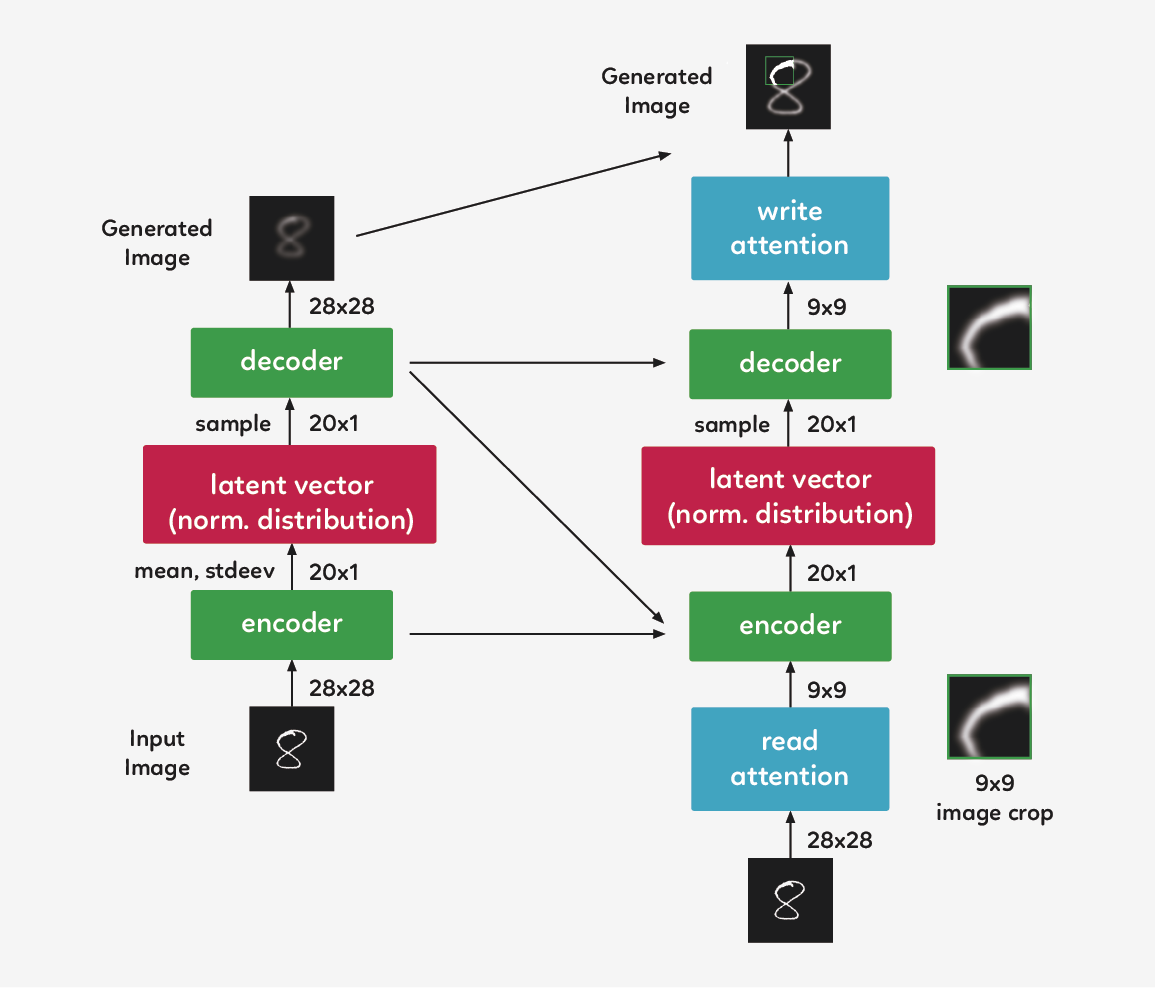 Generated
Image
28x28
decoder
sample
20x1
latent vector
(norm. distribution)
mean, stdeev
20x1
encoder
28x28
Input
Image
Generated
Image
write
attention
9x9
decoder
sample
20x1
latent vector
(norm. distribution)
20x1
encoder
9x9
read
attention
9x9
image crop
28x28